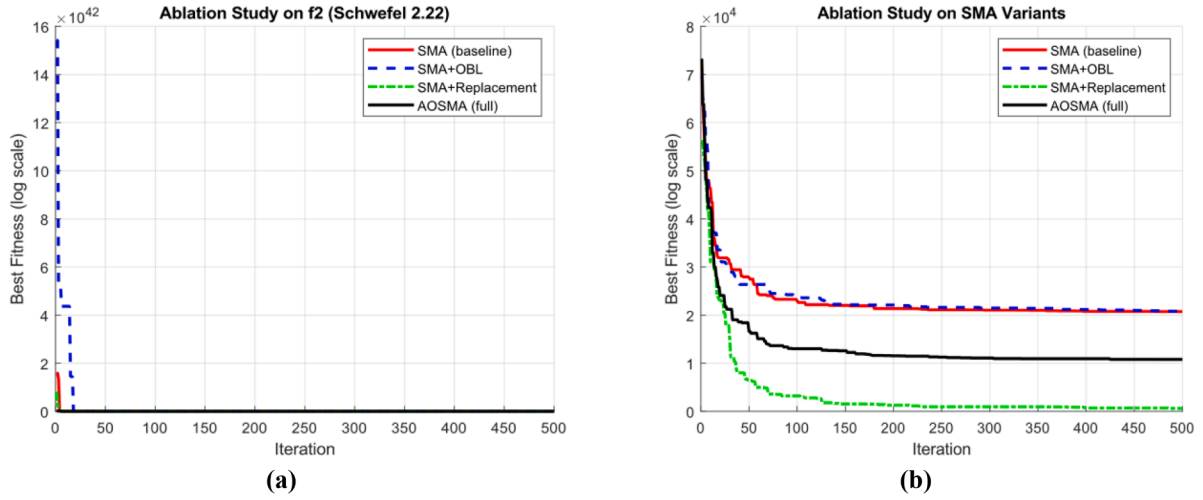 Ablation Study on f2 (Schwefel 2.22)
×10^42
16
14
12
10
8
6
4
2
0
Best Fitness (log scale)
SMA (baseline)
SMA+OBL
SMA+Replacement
AOSMA (full)
0 50 100 150 200 250 300 350 400 450 500
Iteration
(a)
Ablation Study on SMA Variants
×10^4
8
7
6
5
4
3
2
1
0
Best Fitness (log scale)
SMA (baseline)
SMA+OBL
SMA+Replacement
AOSMA (full)
0 50 100 150 200 250 300 350 400 450 500
Iteration
(b)